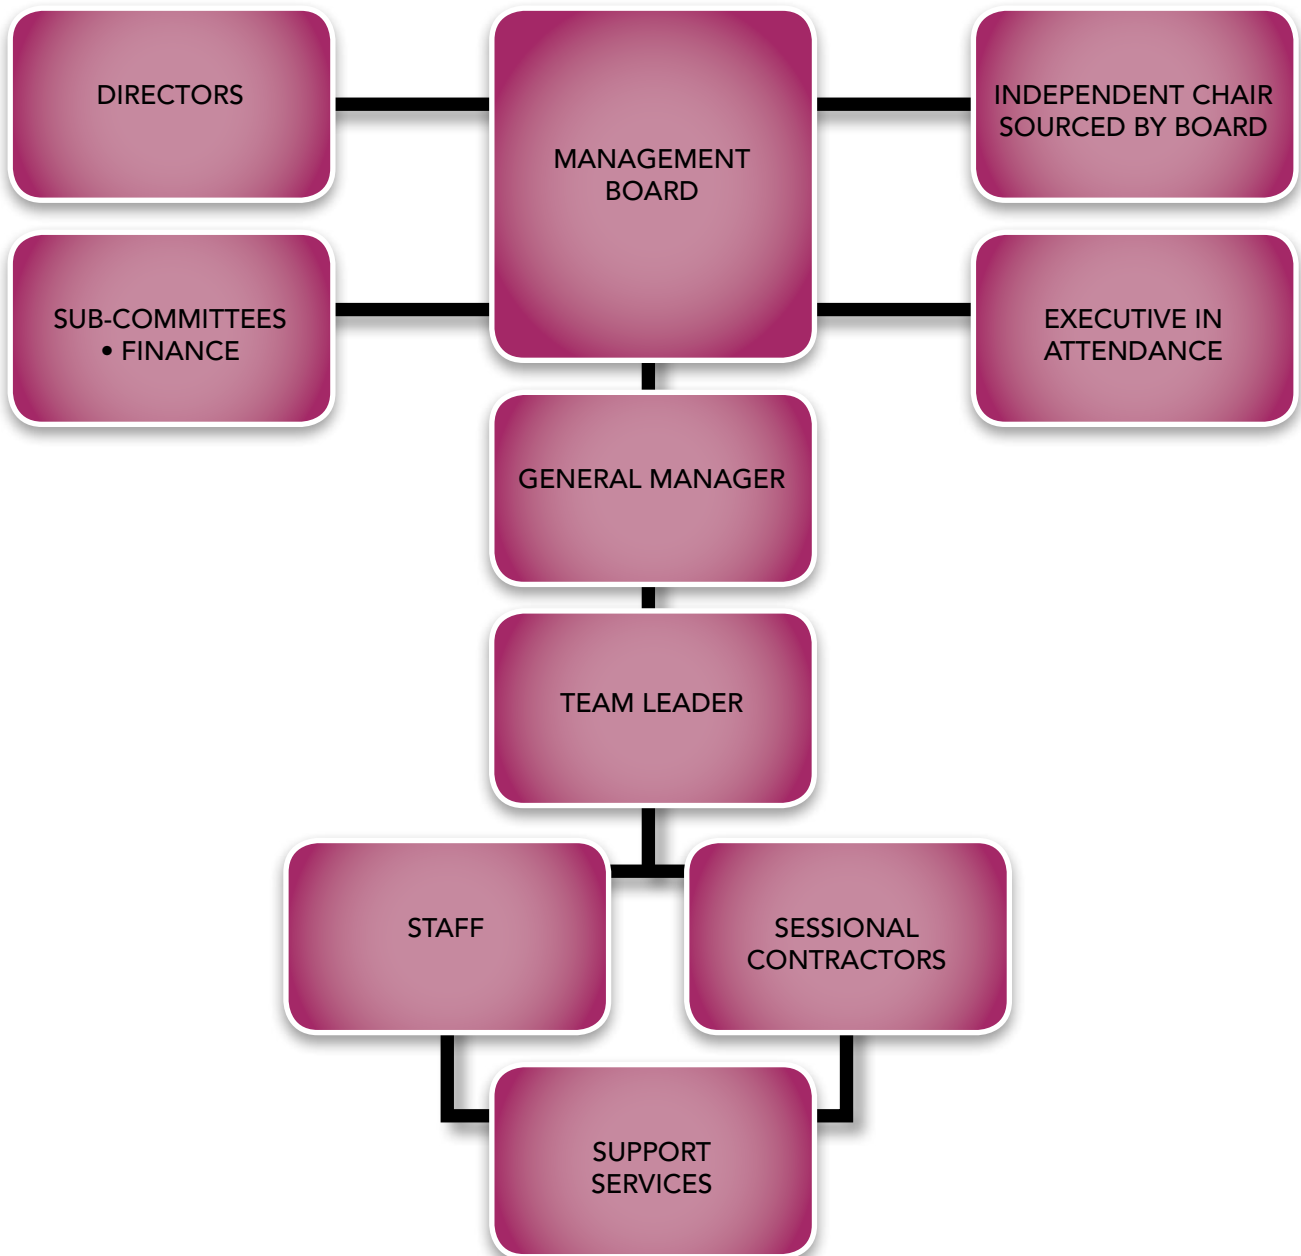 DIRECTORS
MANAGEMENT
BOARD
INDEPENDENT CHAIR
SOURCED BY BOARD
SUB-COMMITTEES
• FINANCE
EXECUTIVE IN
ATTENDANCE
GENERAL MANAGER
TEAM LEADER
STAFF
SESSIONAL
CONTRACTORS
SUPPORT
SERVICES